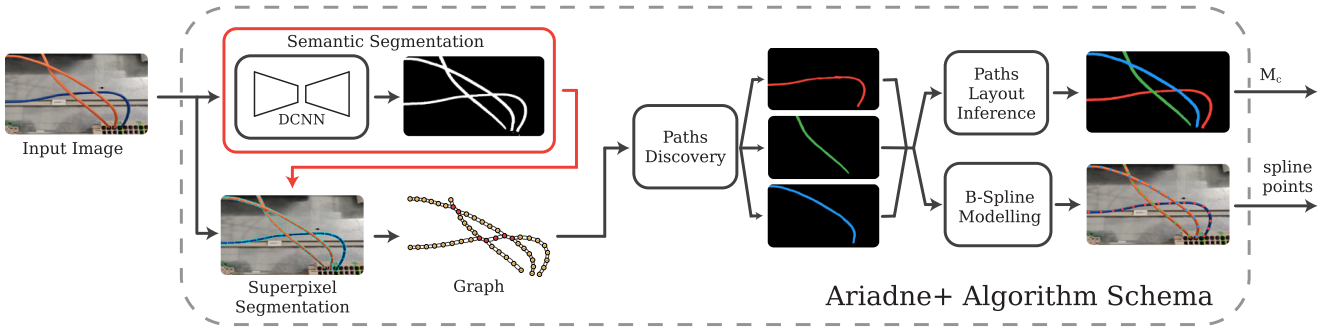 Input Image
Semantic Segmentation
DCNN
Superpixel
Segmentation
Graph
Paths
Discovery
Paths
Layout
Inference
B-Spline
Modelling
M_c
spline
points
Ariadne+ Algorithm Schema